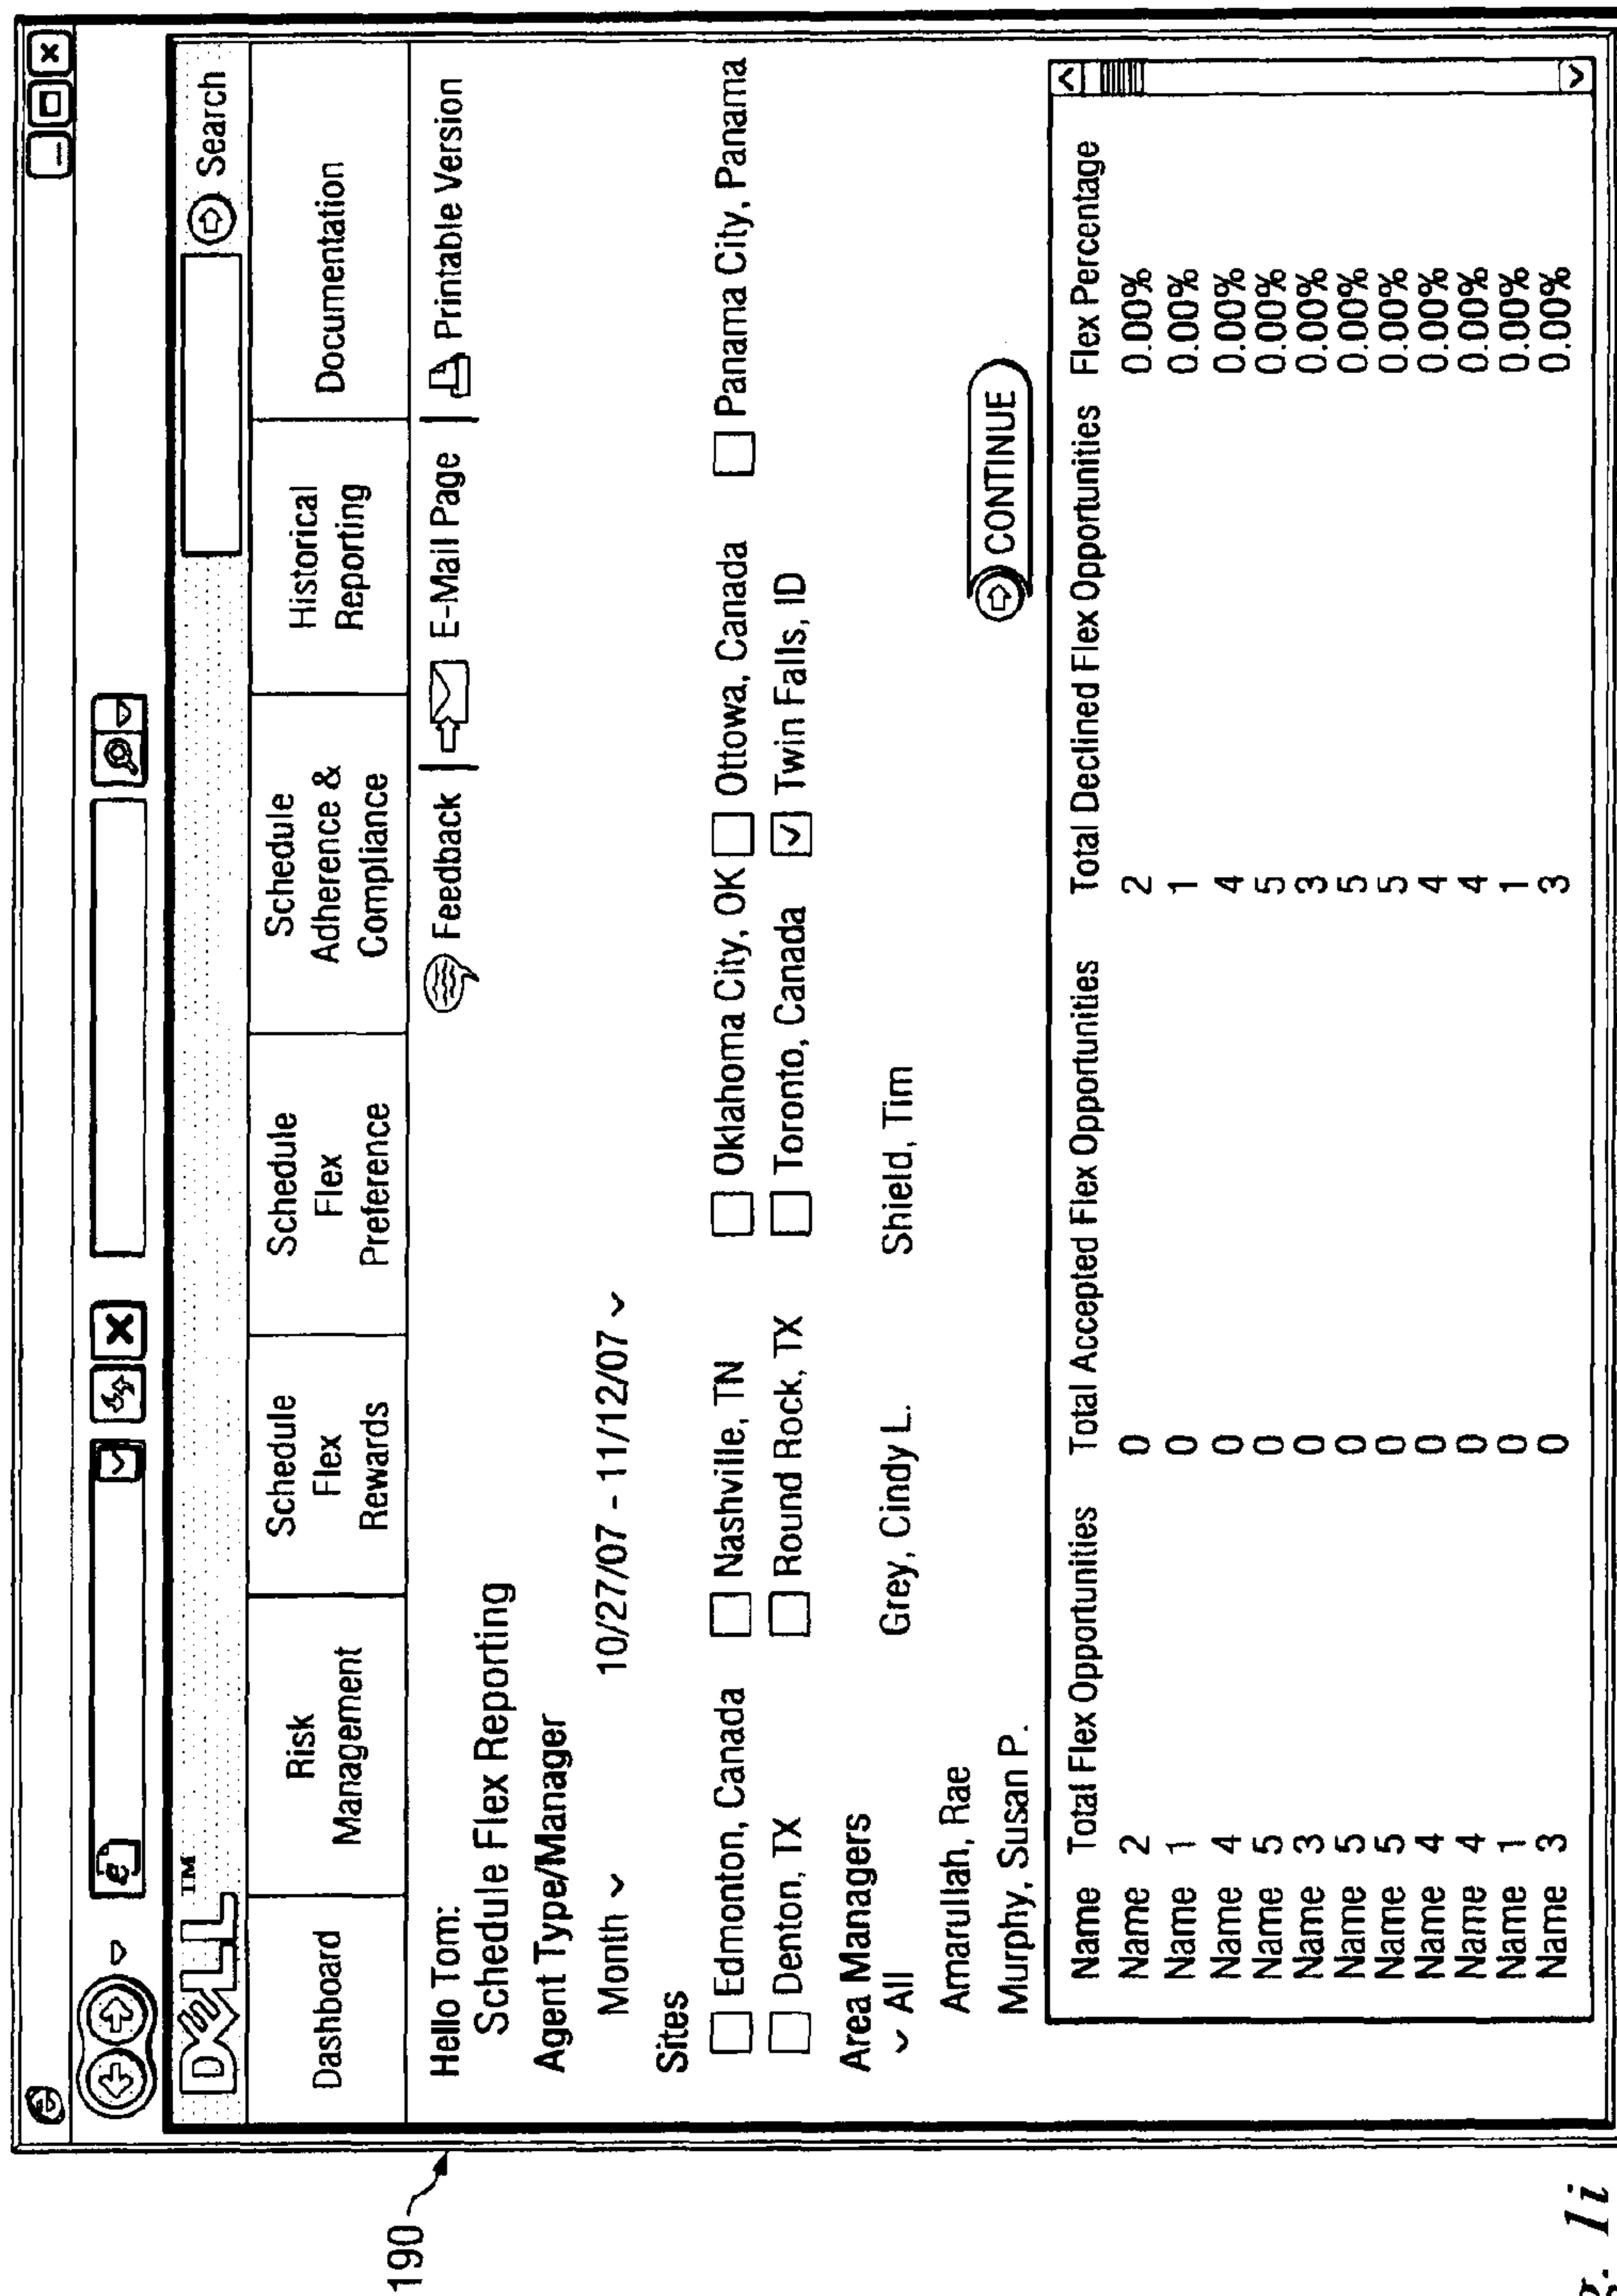 DELL™
Search
Dashboard
Risk Management
Schedule Flex Rewards
Schedule Flex Preference
Schedule Adherence & Compliance
Historical Reporting
Documentation
Feedback | E-Mail Page | Printable Version
Hello Tom:
Schedule Flex Reporting
Agent Type/Manager
Month 10/27/07 - 11/12/07
Sites
Edmonton, Canada Nashville, TN Oklahoma City, OK Ottowa, Canada Panama City, Panama
Denton, TX Round Rock, TX Toronto, Canada Twin Falls, ID
Area Managers
All Grey, Cindy L. Shield, Tim
Amarullah, Rae
Murphy, Susan P.
CONTINUE
Name Total Flex Opportunities Total Accepted Flex Opportunities Total Declined Flex Opportunities Flex Percentage
Name 2 0 2 0.00%
Name 1 0 1 0.00%
Name 4 0 4 0.00%
Name 5 0 5 0.00%
Name 3 0 3 0.00%
Name 5 0 5 0.00%
Name 5 0 5 0.00%
Name 4 0 4 0.00%
Name 4 0 4 0.00%
Name 1 0 1 0.00%
Name 3 0 3 0.00%
190
1i